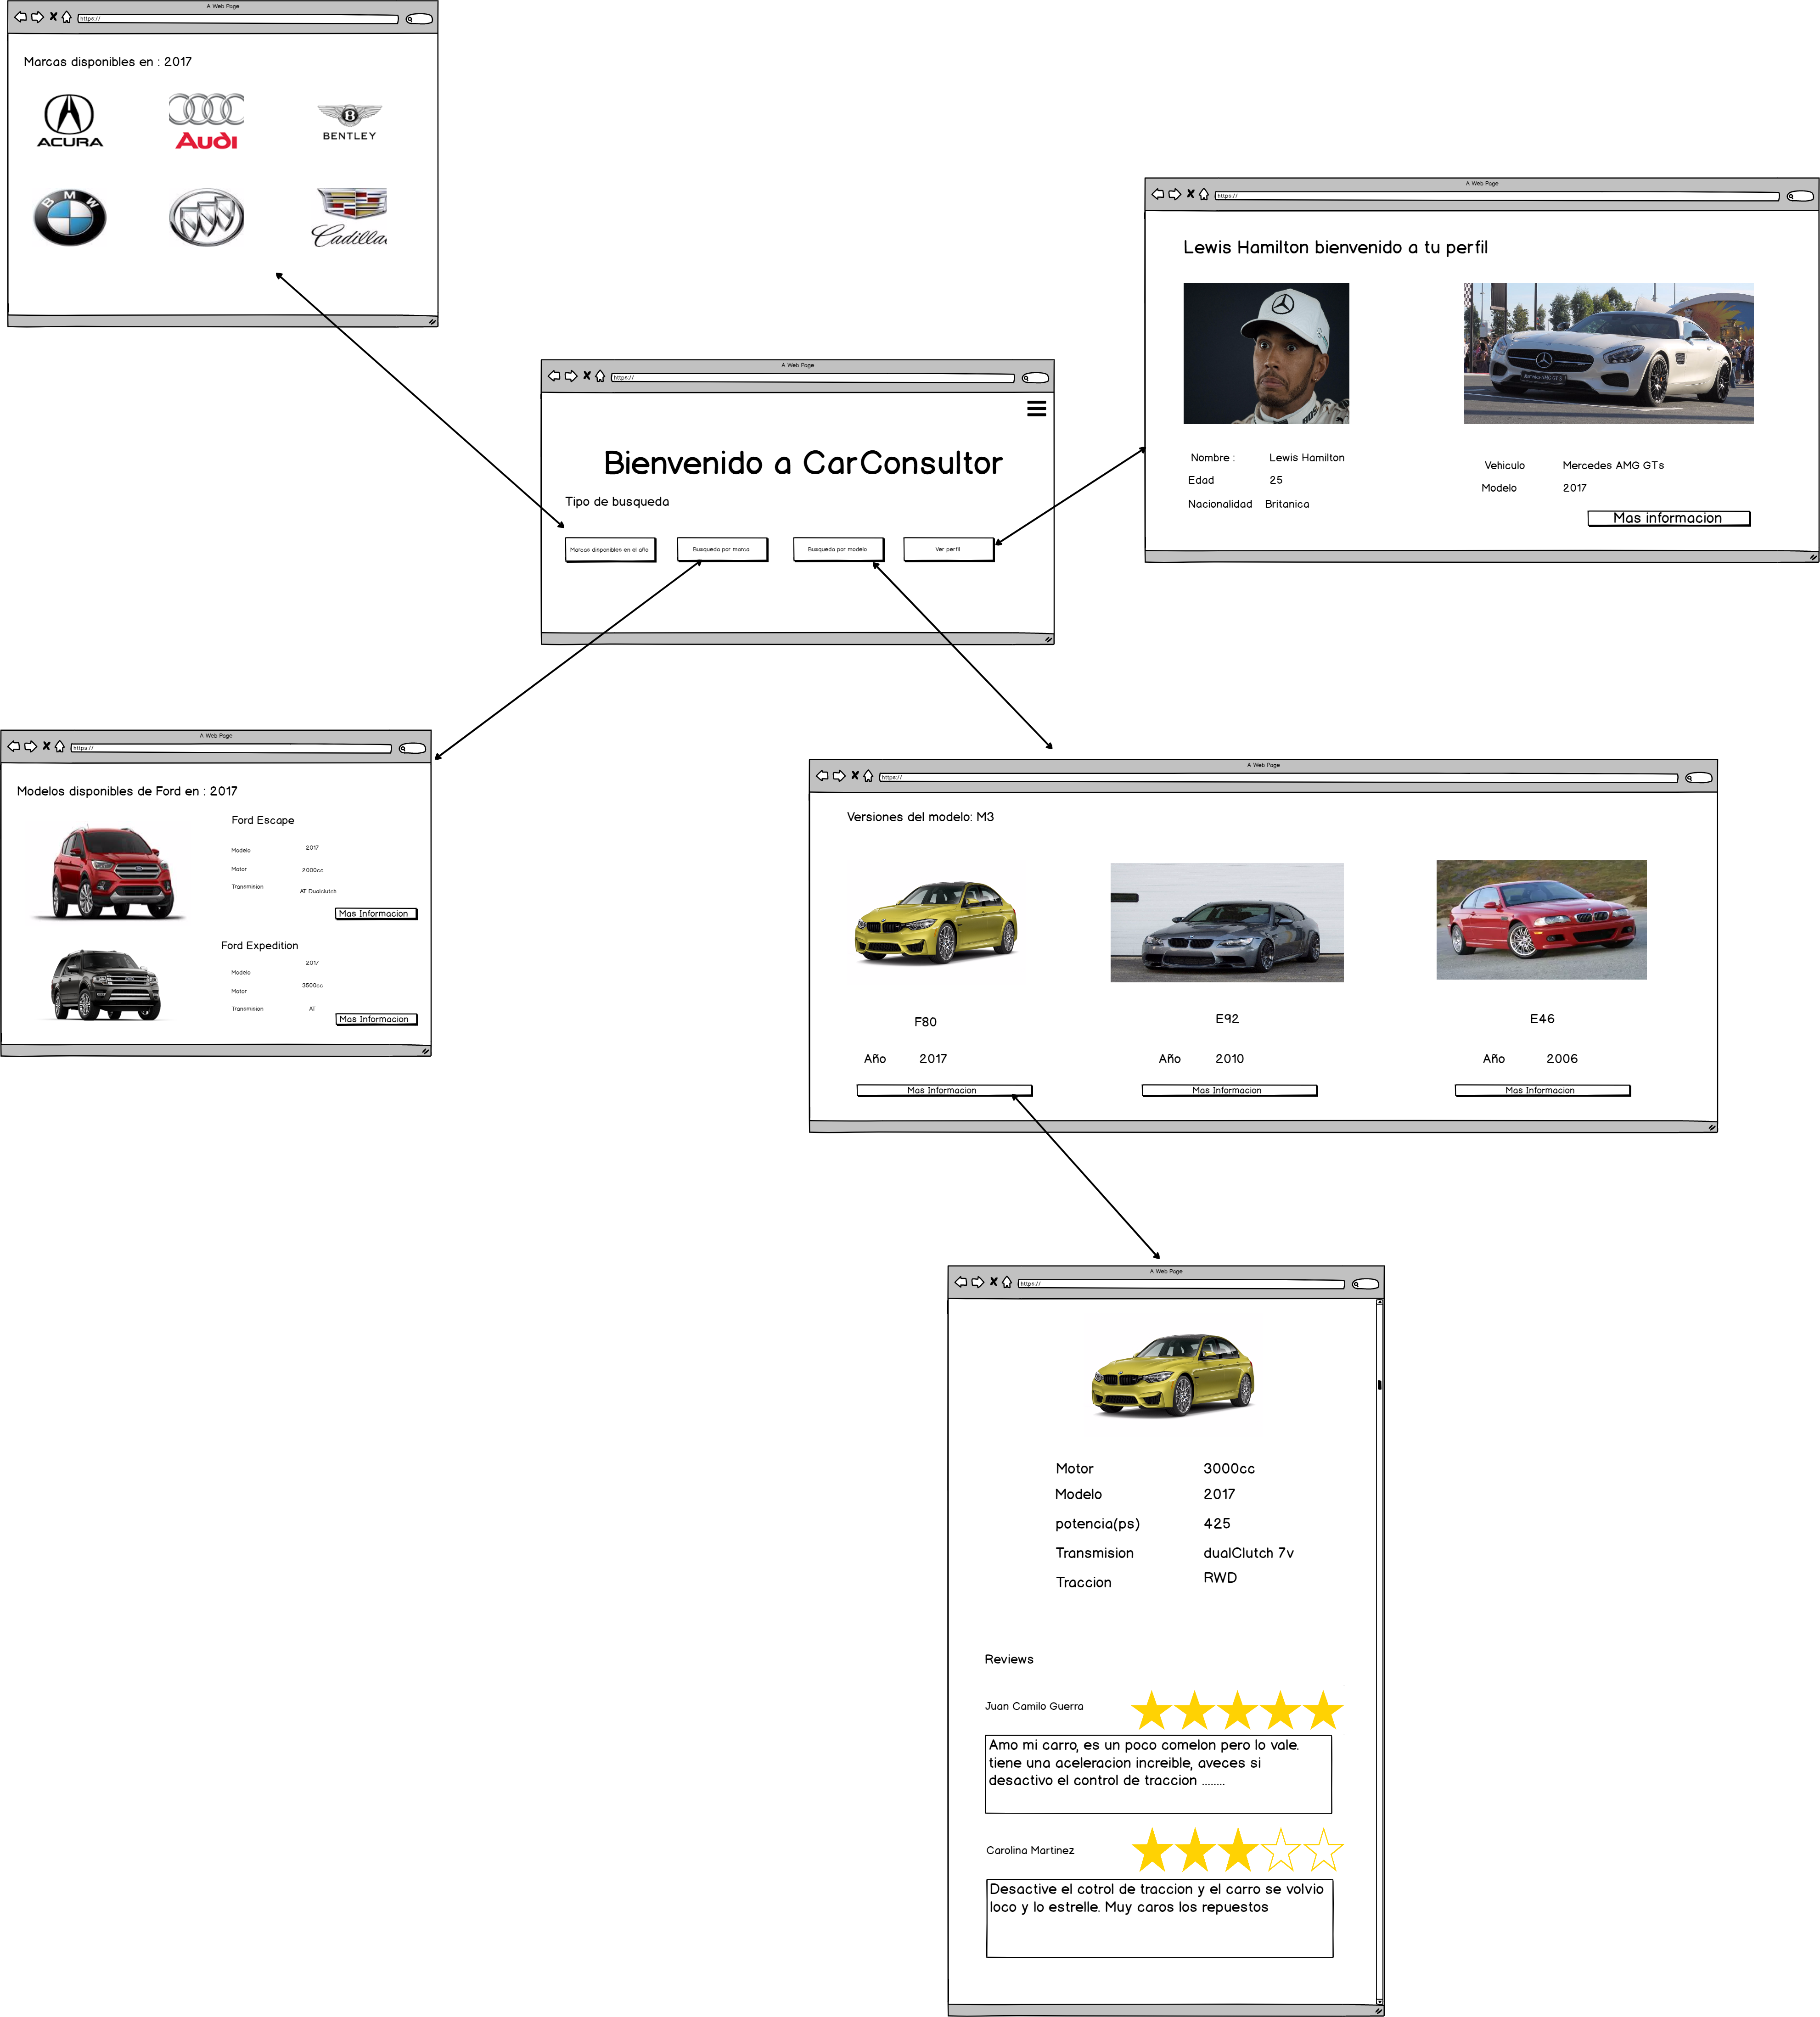 A Web Page
https://
Marcas disponibles en : 2017
ACURA
Audi
BENTLEY
BMW
Cadillac
A Web Page
https://
Lewis Hamilton bienvenido a tu perfil
Nombre : Lewis Hamilton
Edad 25
Nacionalidad Britanica
Vehiculo Mercedes AMG GTs
Modelo 2017
Mas informacion
A Web Page
https://
Bienvenido a CarConsultor
Tipo de busqueda
Marcas disponibles en el año
Busqueda por marca
Busqueda por modelo
Ver perfil
A Web Page
https://
Modelos disponibles de Ford en : 2017
Ford Escape
Modelo 2017
Motor 2000cc
Transmision AT Dualclutch
Mas Informacion
Ford Expedition
Modelo 2017
Motor 3500cc
Transmision AT
Mas Informacion
A Web Page
https://
Versiones del modelo: M3
F80
Año 2017
Mas Informacion
E92
Año 2010
Mas Informacion
E46
Año 2006
Mas Informacion
A Web Page
https://
Motor 3000cc
Modelo 2017
potencia(ps) 425
Transmision dualClutch 7v
Traccion RWD
Reviews
Juan Camilo Guerra
Amo mi carro, es un poco comelon pero lo vale.
tiene una aceleracion increible, aveces si
desactivo el control de traccion ........
Carolina Martinez
Desactive el cotrol de traccion y el carro se volvio
loco y lo estrelle. Muy caros los repuestos